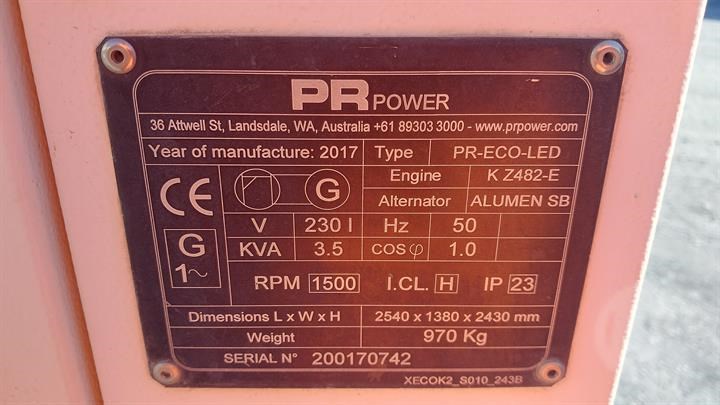 PR POWER
36 Attwell St, Landsdale, WA, Australia +61 89303 3000 - www.prpower.com
Year of manufacture: 2017 Type PR-ECO-LED
Engine K Z482-E
CE G Alternator ALUMEN SB
V 230 I Hz 50
G KVA 3.5 COS φ 1.0
1~ RPM 1500 I.CL. H IP 23
Dimensions L x W x H 2540 x 1380 x 2430 mm
Weight 970 Kg
SERIAL N° 200170742
XECOK2_S010_243B